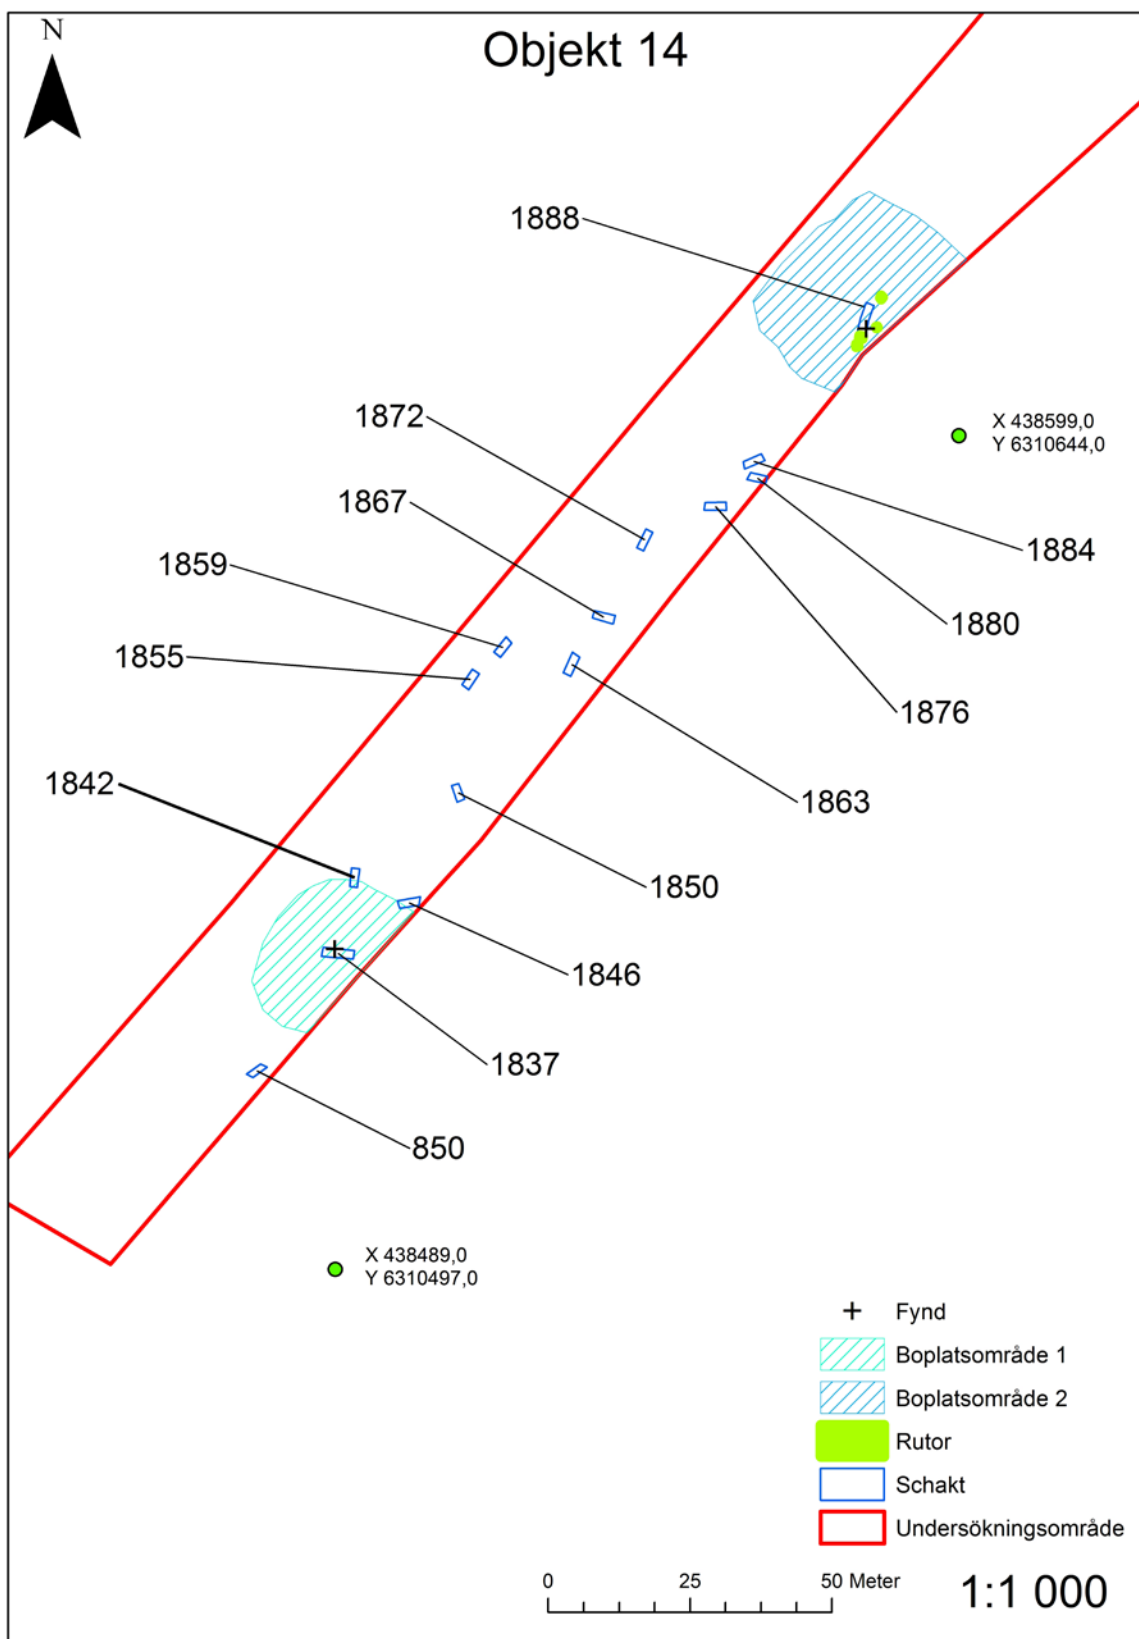 N
Objekt 14
1888
1872
X 438599,0
Y 6310644,0
1867
1884
1859
1880
1855
1876
1842
1863
1850
1846
1837
850
X 438489,0
Y 6310497,0
Fynd
Boplatsområde 1
Boplatsområde 2
Rutor
Schakt
Undersökningsområde
0 25 50 Meter
1:1 000